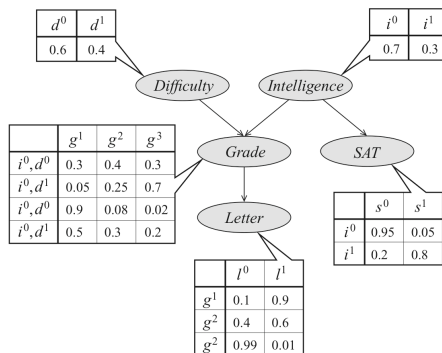 d⁰ d¹
0.6 0.4
i⁰ i¹
0.7 0.3
Difficulty
Intelligence
Grade
SAT
Letter
g¹ g² g³
i⁰,d⁰ 0.3 0.4 0.3
i⁰,d¹ 0.05 0.25 0.7
i⁰,d⁰ 0.9 0.08 0.02
i⁰,d¹ 0.5 0.3 0.2
s⁰ s¹
i⁰ 0.95 0.05
i¹ 0.2 0.8
l⁰ l¹
g¹ 0.1 0.9
g² 0.4 0.6
g² 0.99 0.01